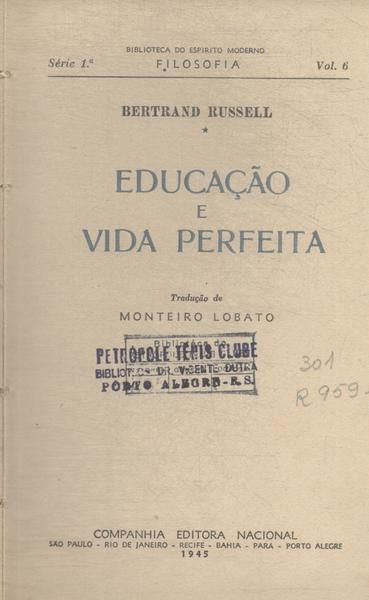 BIBLIOTECA DO ESPIRITO MODERNO
Série 1.ª FILOSOFIA Vol. 6
BERTRAND RUSSELL
*
EDUCAÇÃO
E
VIDA PERFEITA
Tradução de
MONTEIRO LOBATO
PETROPOLE TENIS CLUBE
BIBLIOTECA DR. VICENTE DUTRA
PORTO ALEGRE - R.S.
301
R 959-
COMPANHIA EDITORA NACIONAL
SÃO PAULO - RIO DE JANEIRO - RECIFE - BAHIA - PARÁ - PORTO ALEGRE
1945